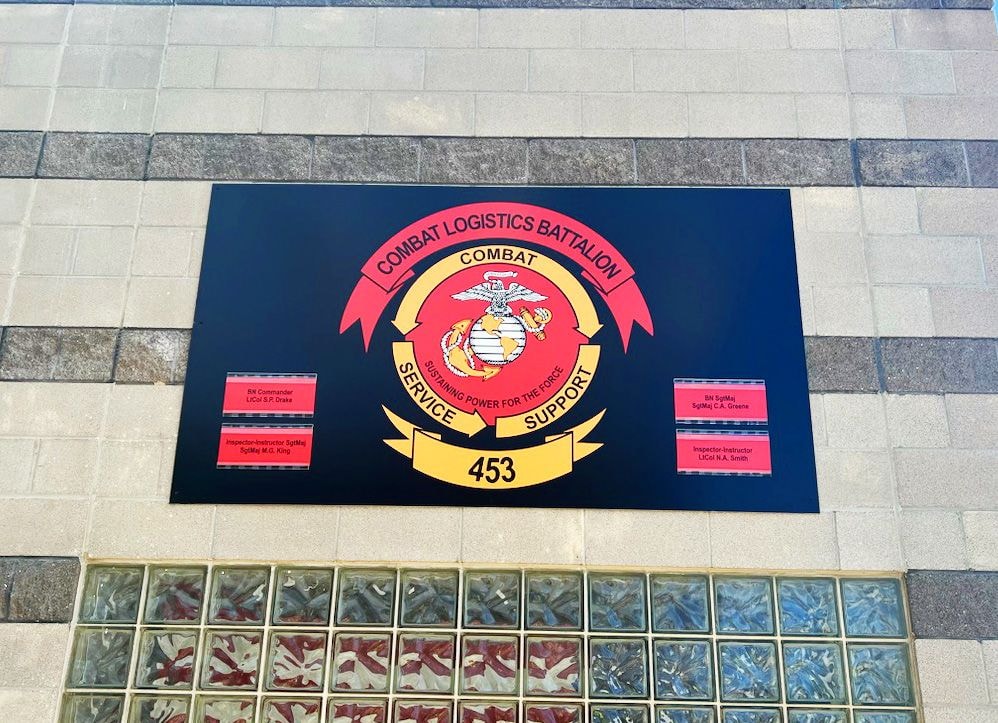 COMBAT LOGISTICS BATTALION
COMBAT
SERVICE
SUPPORT
SUSTAINING POWER FOR THE FORCE
453
BN Commander
LtCol S.P. Drake
Inspector-Instructor SgtMaj
SgtMaj M.G. King
BN SgtMaj
SgtMaj C.A. Greene
Inspector-Instructor
LtCol N.A. Smith